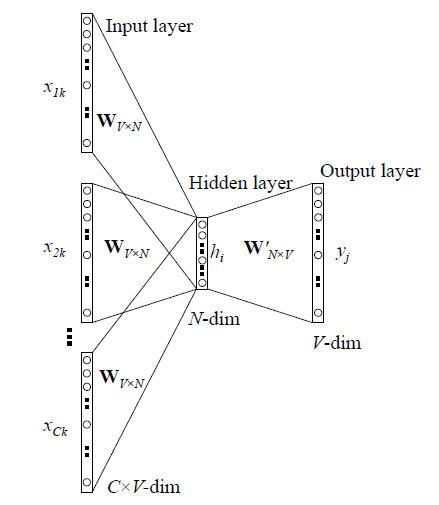 Input layer
x1k
WV×N
Output layer
Hidden layer
x2k
WV×N
hi
W'N×V
yj
N-dim
V-dim
WV×N
xCk
C×V-dim